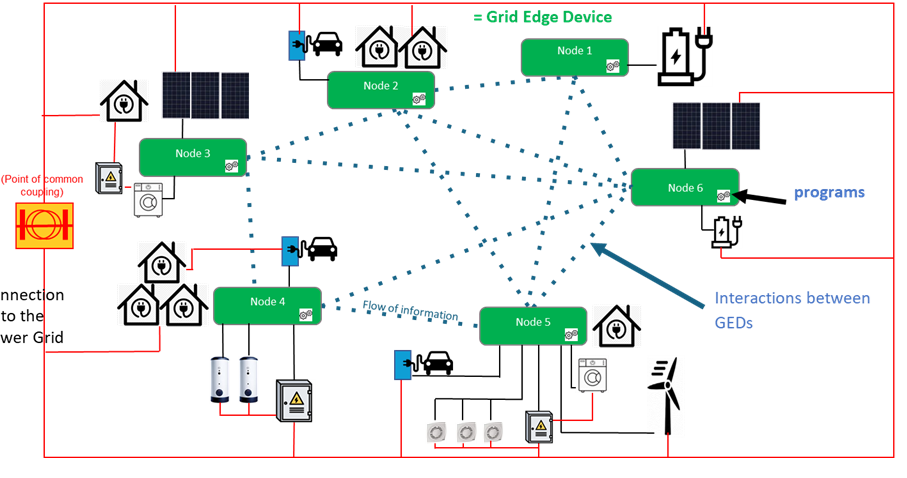 = Grid Edge Device
Node 1
Node 2
Node 3
(Point of common
coupling)
Node 6
programs
nnection
to the
wer Grid
Node 4
Flow of information
Node 5
Interactions between
GEDs